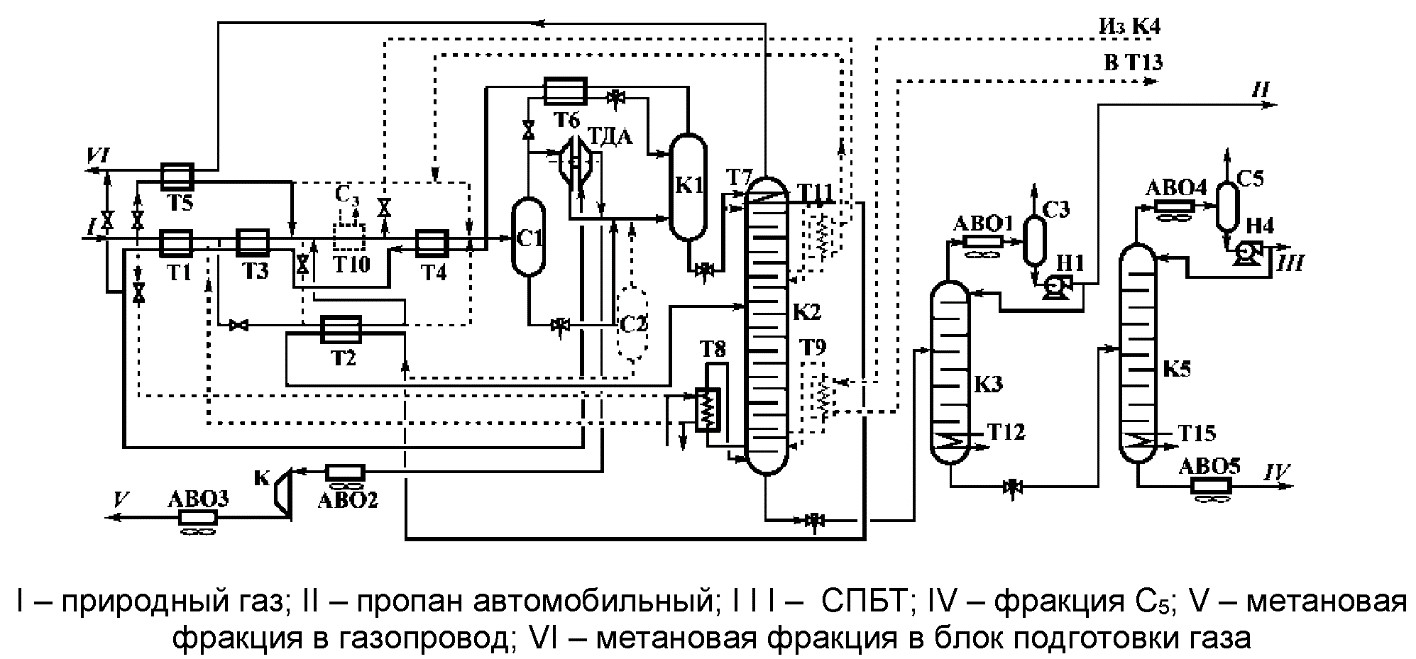 Из К4
В Т13
II
Т6
ТДА
VI
Т5
С3
К1
Т7
Т11
АВО4
С5
I
Т1
Т3
Т10
Т4
С1
АВО1
С3
Н4
III
Н1
Т2
С2
К2
Т8
Т9
К3
К5
Т12
Т15
К
АВО2
АВО5
IV
V
АВО3
I – природный газ; II – пропан автомобильный; I I I – СПБТ; IV – фракция С5; V – метановая
фракция в газопровод; VI – метановая фракция в блок подготовки газа